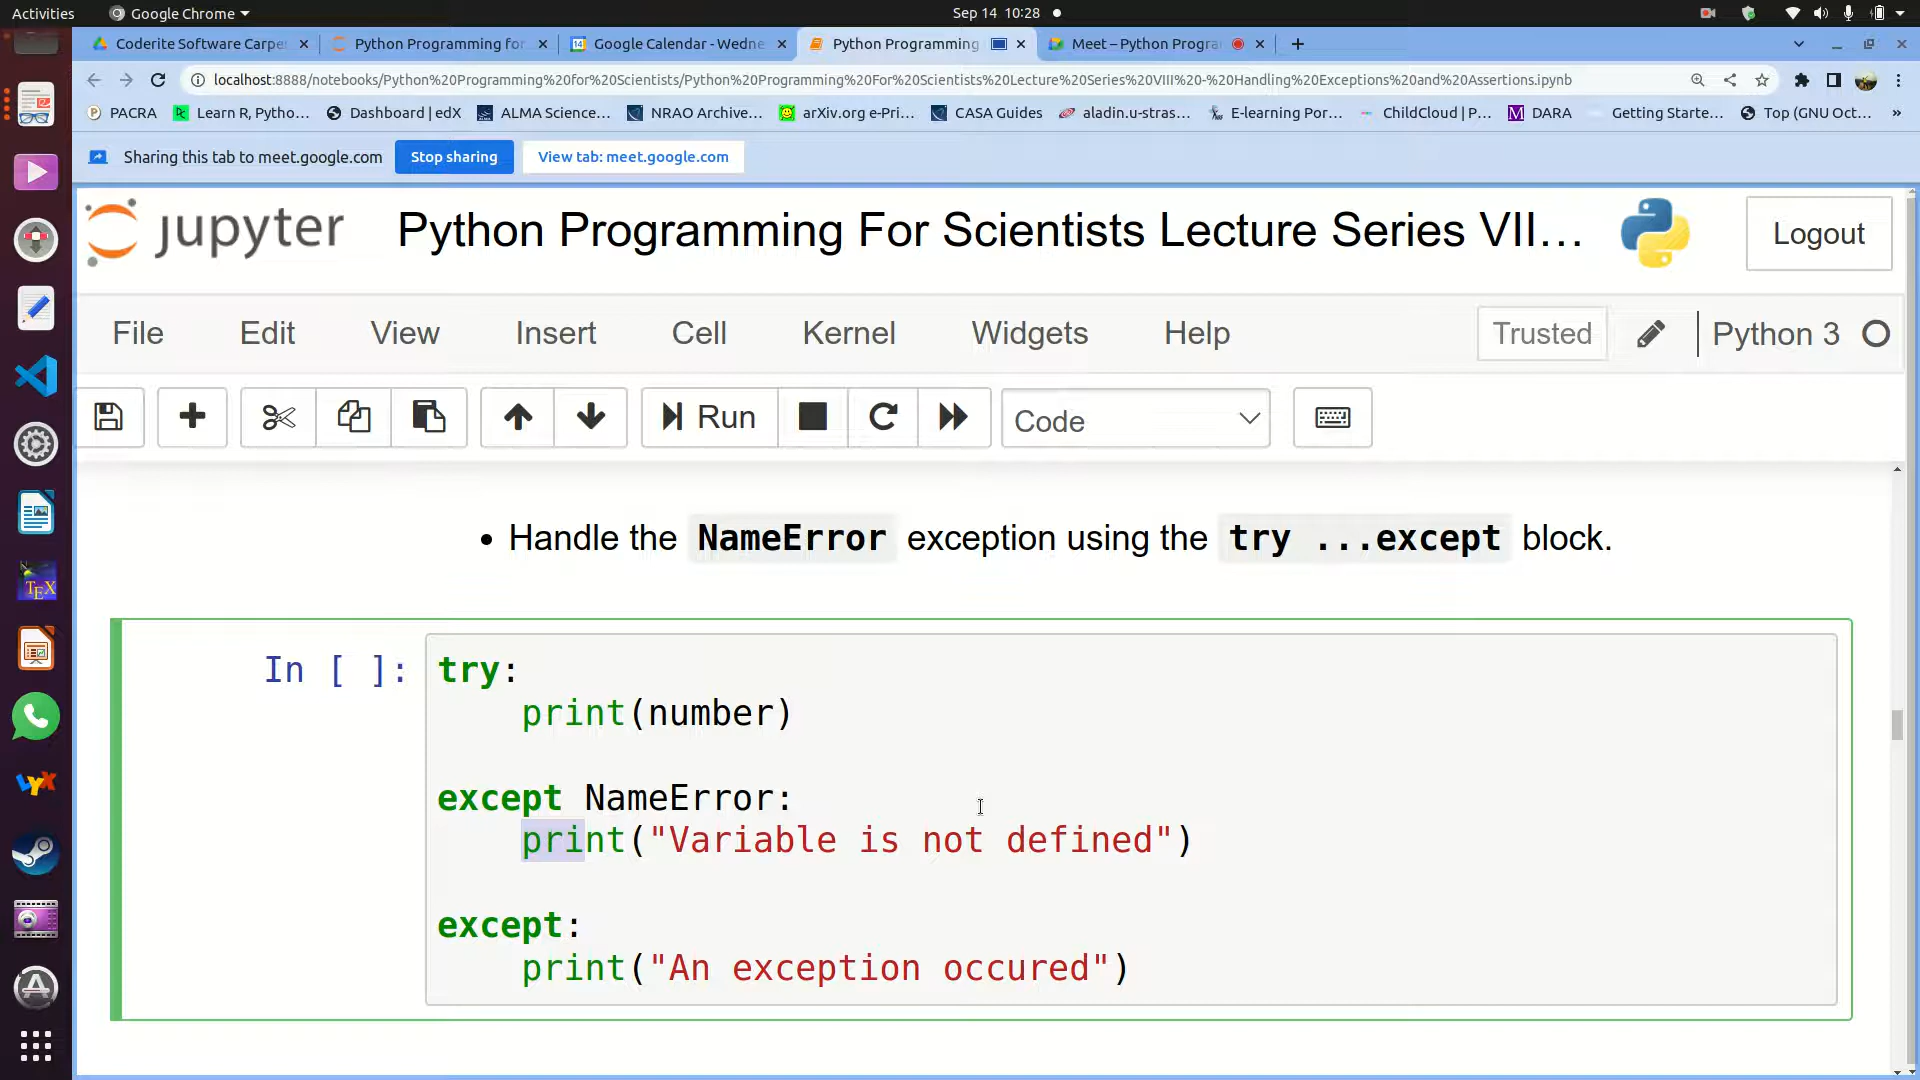 Activities Google Chrome Sep 14 10:28
Coderite Software Carpe Python Programming for Google Calendar - Wedne Python Programming Meet – Python Progra
localhost:8888/notebooks/Python%20Programming%20for%20Scientists/Python%20Programming%20For%20Scientists%20Lecture%20Series%20VIII%20-%20Handling%20Exceptions%20and%20Assertions.ipynb
PACRA Learn R, Pytho... Dashboard | edX ALMA Science... NRAO Archive... arXiv.org e-Pri... CASA Guides aladin.u-stras... E-learning Por... ChildCloud | P... DARA Getting Starte... Top (GNU Oct... »
Sharing this tab to meet.google.com Stop sharing View tab: meet.google.com
jupyter Python Programming For Scientists Lecture Series VII... Logout
File Edit View Insert Cell Kernel Widgets Help Trusted Python 3
Run Code
• Handle the NameError exception using the try ...except block.
In [ ]: try:
print(number)
except NameError:
print("Variable is not defined")
except:
print("An exception occured")
TEX
LYX